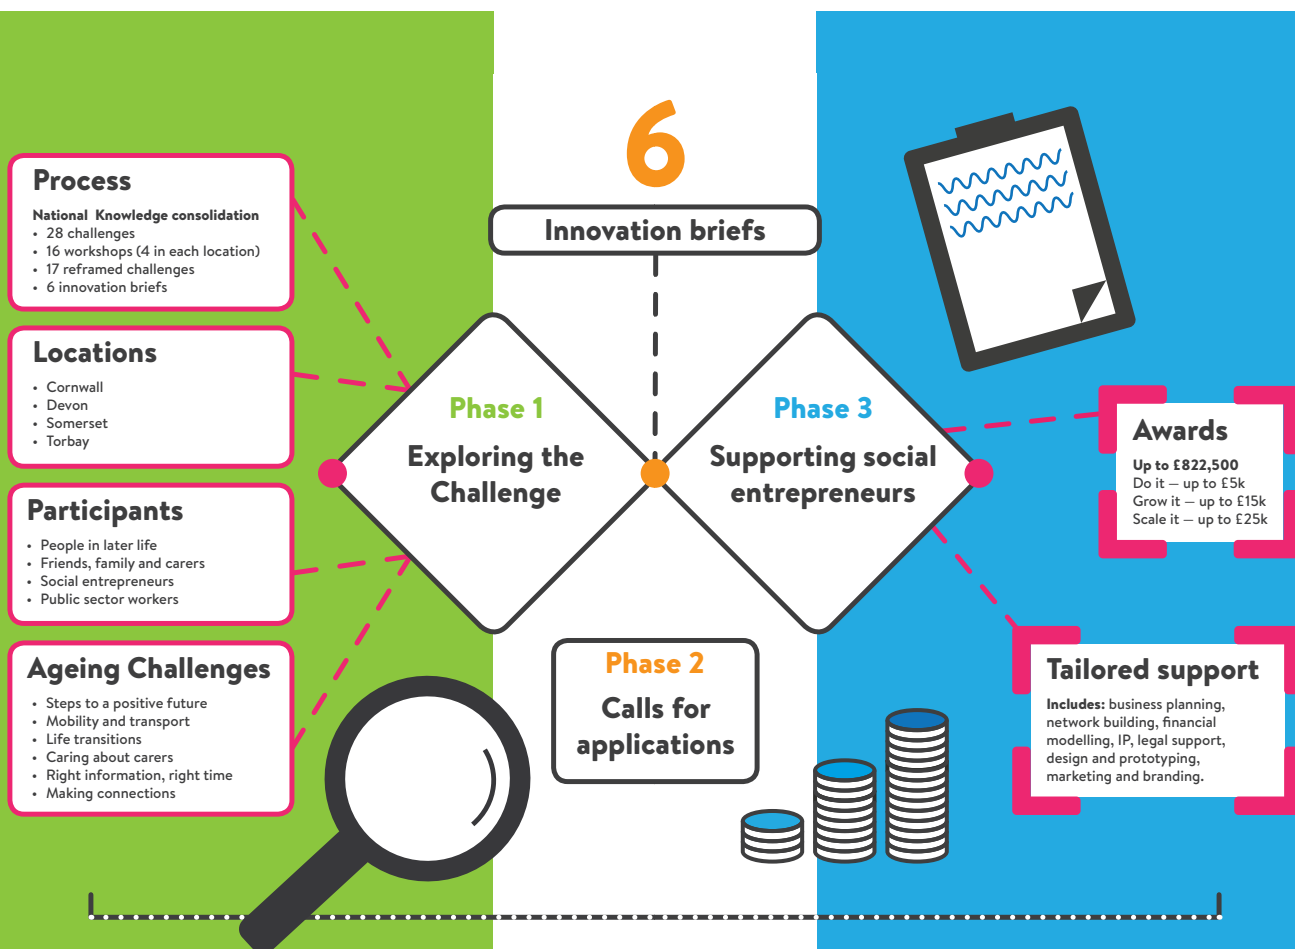 Process
National Knowledge consolidation
• 28 challenges
• 16 workshops (4 in each location)
• 17 reframed challenges
• 6 innovation briefs
Locations
• Cornwall
• Devon
• Somerset
• Torbay
Participants
• People in later life
• Friends, family and carers
• Social entrepreneurs
• Public sector workers
Ageing Challenges
• Steps to a positive future
• Mobility and transport
• Life transitions
• Caring about carers
• Right information, right time
• Making connections
6
Innovation briefs
Phase 1
Exploring the
Challenge
Phase 2
Calls for
applications
Phase 3
Supporting social
entrepreneurs
Awards
Up to £822,500
Do it – up to £5k
Grow it – up to £15k
Scale it – up to £25k
Tailored support
Includes: business planning,
network building, financial
modelling, IP, legal support,
design and prototyping,
marketing and branding.